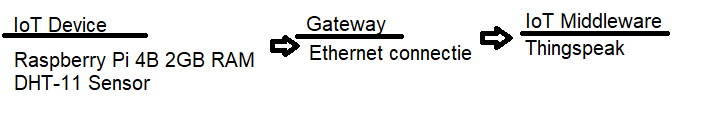 IoT Device
Raspberry Pi 4B 2GB RAM
DHT-11 Sensor
Gateway
Ethernet connectie
IoT Middleware
Thingspeak